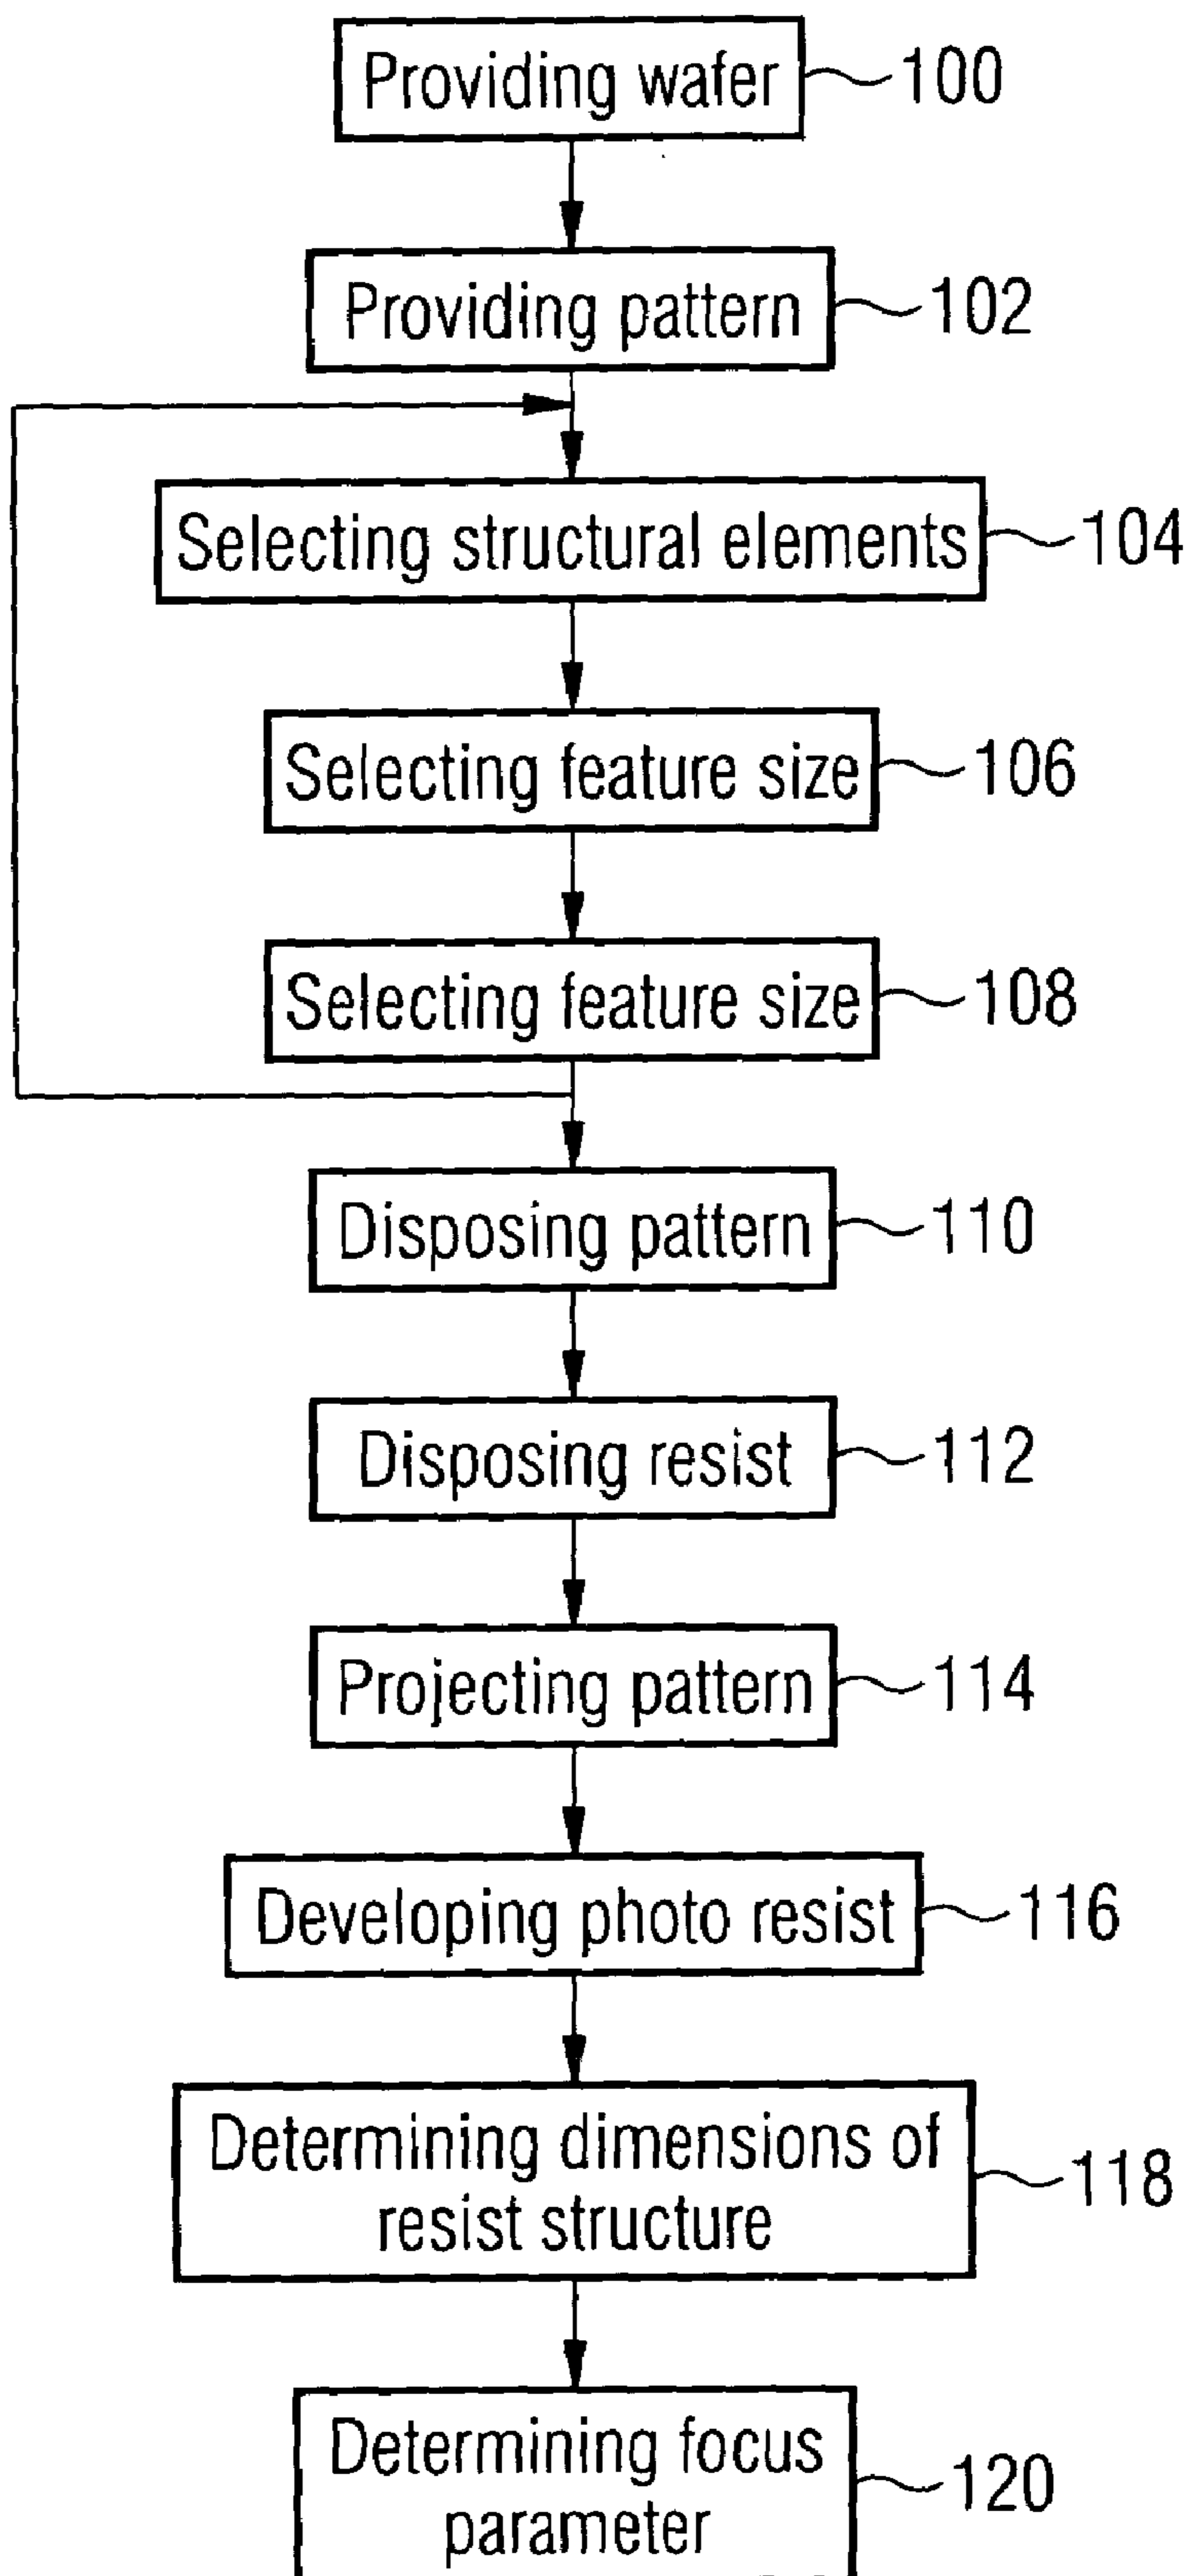 Providing wafer 100
Providing pattern 102
Selecting structural elements 104
Selecting feature size 106
Selecting feature size 108
Disposing pattern 110
Disposing resist 112
Projecting pattern 114
Developing photo resist 116
Determining dimensions of
resist structure 118
Determining focus
parameter 120